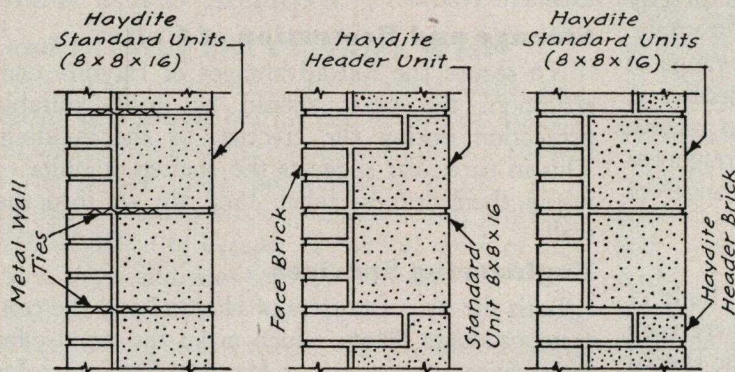 Haydite
Standard Units
(8 x 8 x 16)
Haydite
Header Unit
Haydite
Standard Units
(8 x 8 x 16)
Metal Wall
Ties
Face Brick
Standard
Unit 8x8x16
Haydite
Header Brick